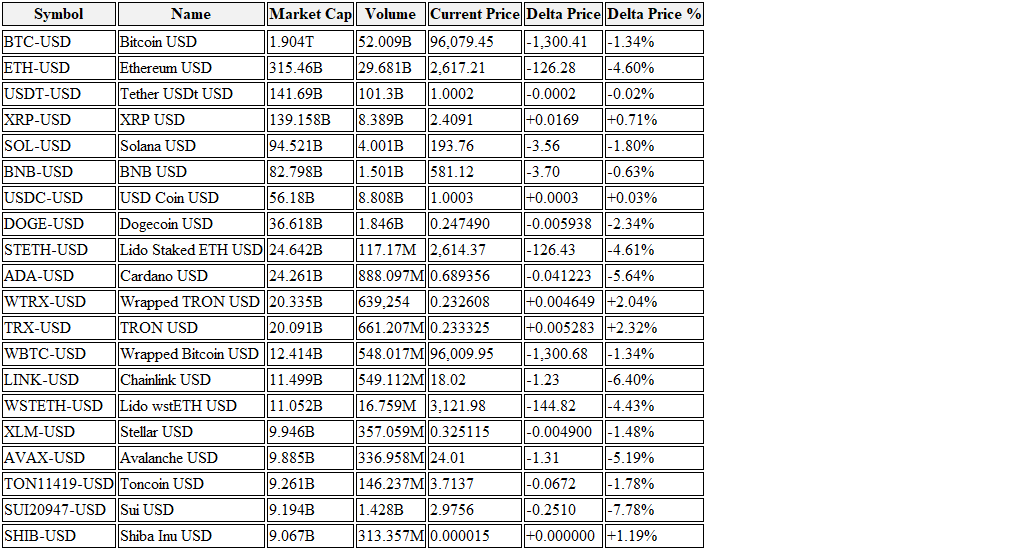 Symbol Name Market Cap Volume Current Price Delta Price Delta Price %
BTC-USD Bitcoin USD 1.904T 52.009B 96,079.45 -1,300.41 -1.34%
ETH-USD Ethereum USD 315.46B 29.681B 2,617.21 -126.28 -4.60%
USDT-USD Tether USDt USD 141.69B 101.3B 1.0002 -0.0002 -0.02%
XRP-USD XRP USD 139.158B 8.389B 2.4091 +0.0169 +0.71%
SOL-USD Solana USD 94.521B 4.001B 193.76 -3.56 -1.80%
BNB-USD BNB USD 82.798B 1.501B 581.12 -3.70 -0.63%
USDC-USD USD Coin USD 56.18B 8.808B 1.0003 +0.0003 +0.03%
DOGE-USD Dogecoin USD 36.618B 1.846B 0.247490 -0.005938 -2.34%
STETH-USD Lido Staked ETH USD 24.642B 117.17M 2,614.37 -126.43 -4.61%
ADA-USD Cardano USD 24.261B 888.097M 0.689356 -0.041223 -5.64%
WTRX-USD Wrapped TRON USD 20.335B 639,254 0.232608 +0.004649 +2.04%
TRX-USD TRON USD 20.091B 661.207M 0.233325 +0.005283 +2.32%
WBTC-USD Wrapped Bitcoin USD 12.414B 548.017M 96,009.95 -1,300.68 -1.34%
LINK-USD Chainlink USD 11.499B 549.112M 18.02 -1.23 -6.40%
WSTETH-USD Lido wstETH USD 11.052B 16.759M 3,121.98 -144.82 -4.43%
XLM-USD Stellar USD 9.946B 357.059M 0.325115 -0.004900 -1.48%
AVAX-USD Avalanche USD 9.885B 336.958M 24.01 -1.31 -5.19%
TON11419-USD Toncoin USD 9.261B 146.237M 3.7137 -0.0672 -1.78%
SUI20947-USD Sui USD 9.194B 1.428B 2.9756 -0.2510 -7.78%
SHIB-USD Shiba Inu USD 9.067B 313.357M 0.000015 +0.000000 +1.19%